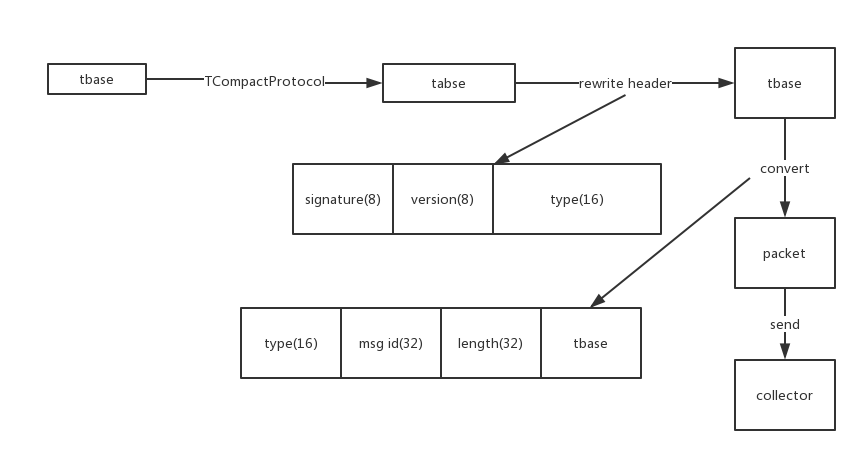 tbase
TCompactProtocol
tabse
rewrite header
tbase
convert
signature(8)
version(8)
type(16)
packet
send
type(16)
msg id(32)
length(32)
tbase
collector